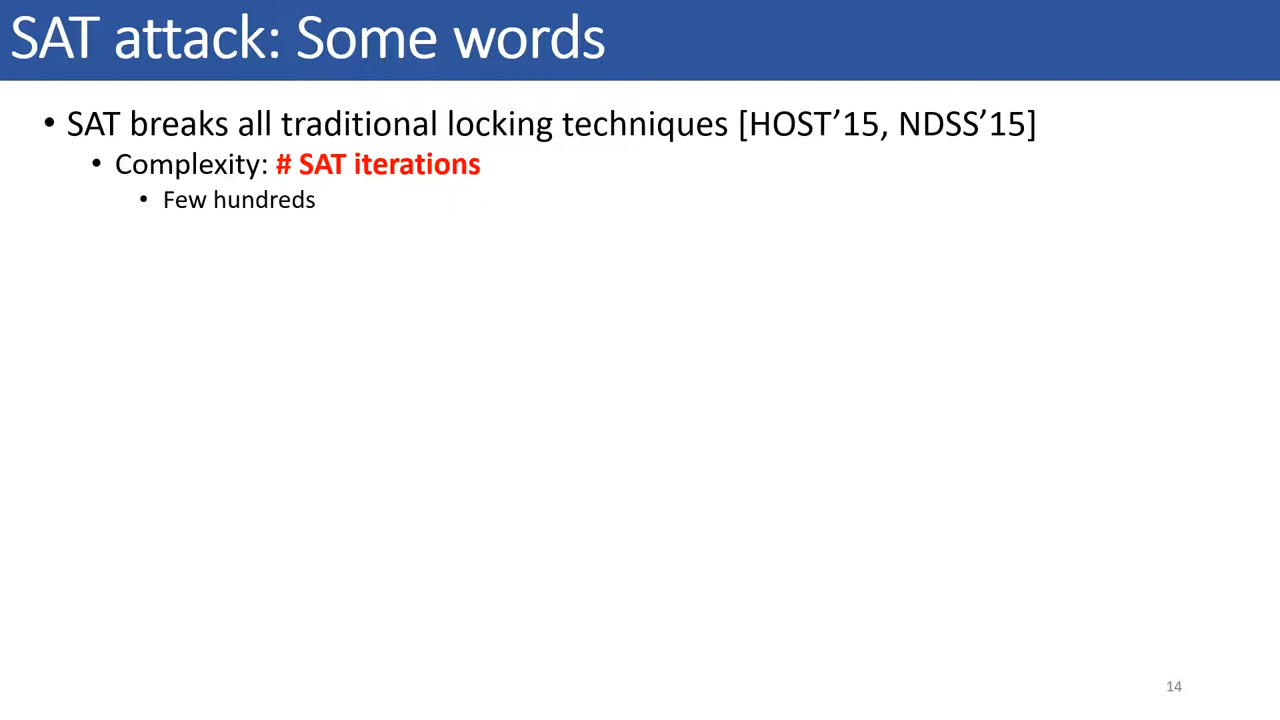 SAT attack: Some words
• SAT breaks all traditional locking techniques [HOST’15, NDSS’15]
• Complexity: # SAT iterations
• Few hundreds
14